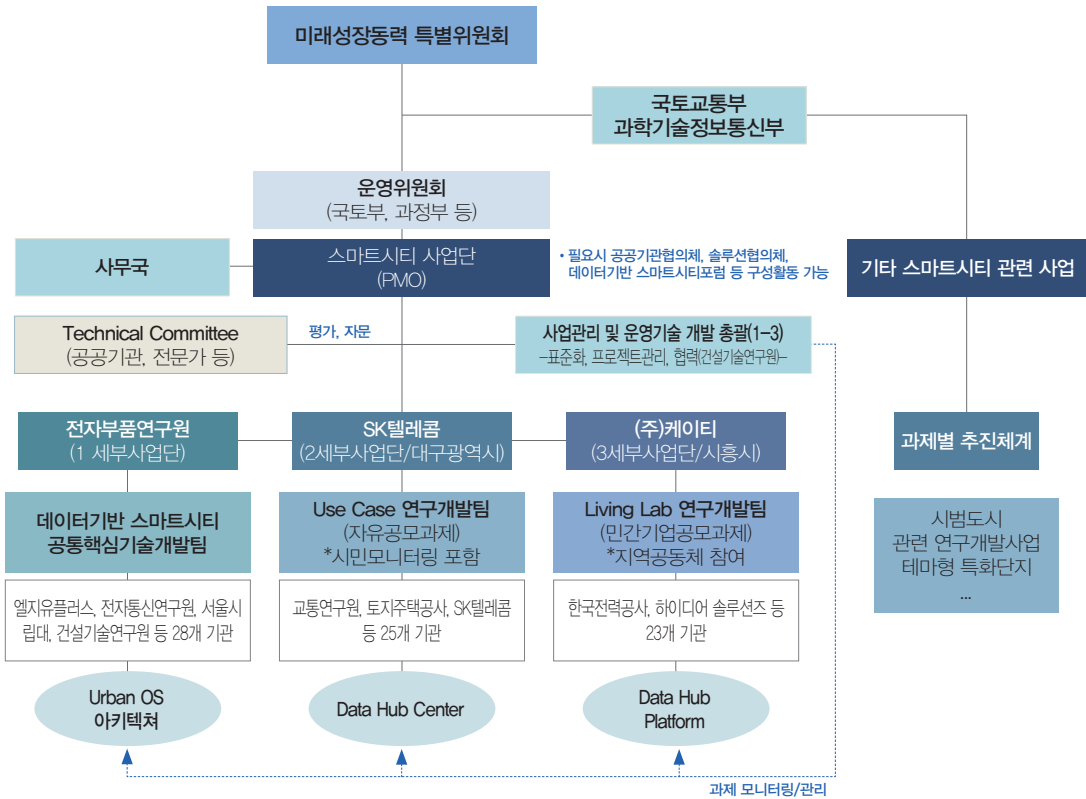 미래성장동력 특별위원회
국토교통부
과학기술정보통신부
운영위원회
(국토부, 과정부 등)
사무국
스마트시티 사업단
(PMO)
• 필요시 공공기관협의체, 솔루션협의체,
데이터기반 스마트시티포럼 등 구성활동 가능
기타 스마트시티 관련 사업
Technical Committee
(공공기관, 전문가 등)
평가, 자문
사업관리 및 운영기술 개발 총괄(1-3)
-표준화, 프로젝트관리, 협력(건설기술연구원)-
전자부품연구원
(1 세부사업단)
SK텔레콤
(2세부사업단/대구광역시)
(주)케이티
(3세부사업단/시흥시)
과제별 추진체계
데이터기반 스마트시티
공통핵심기술개발팀
Use Case 연구개발팀
(자유공모과제)
*시민모니터링 포함
Living Lab 연구개발팀
(민간기업공모과제)
*지역공동체 참여
시범도시
관련 연구개발사업
테마형 특화단지
...
엘지유플러스, 전자통신연구원, 서울시
립대, 건설기술연구원 등 28개 기관
교통연구원, 토지주택공사, SK텔레콤
등 25개 기관
한국전력공사, 하이디어 솔루션즈 등
23개 기관
Urban OS
아키텍쳐
Data Hub Center
Data Hub
Platform
과제 모니터링/관리